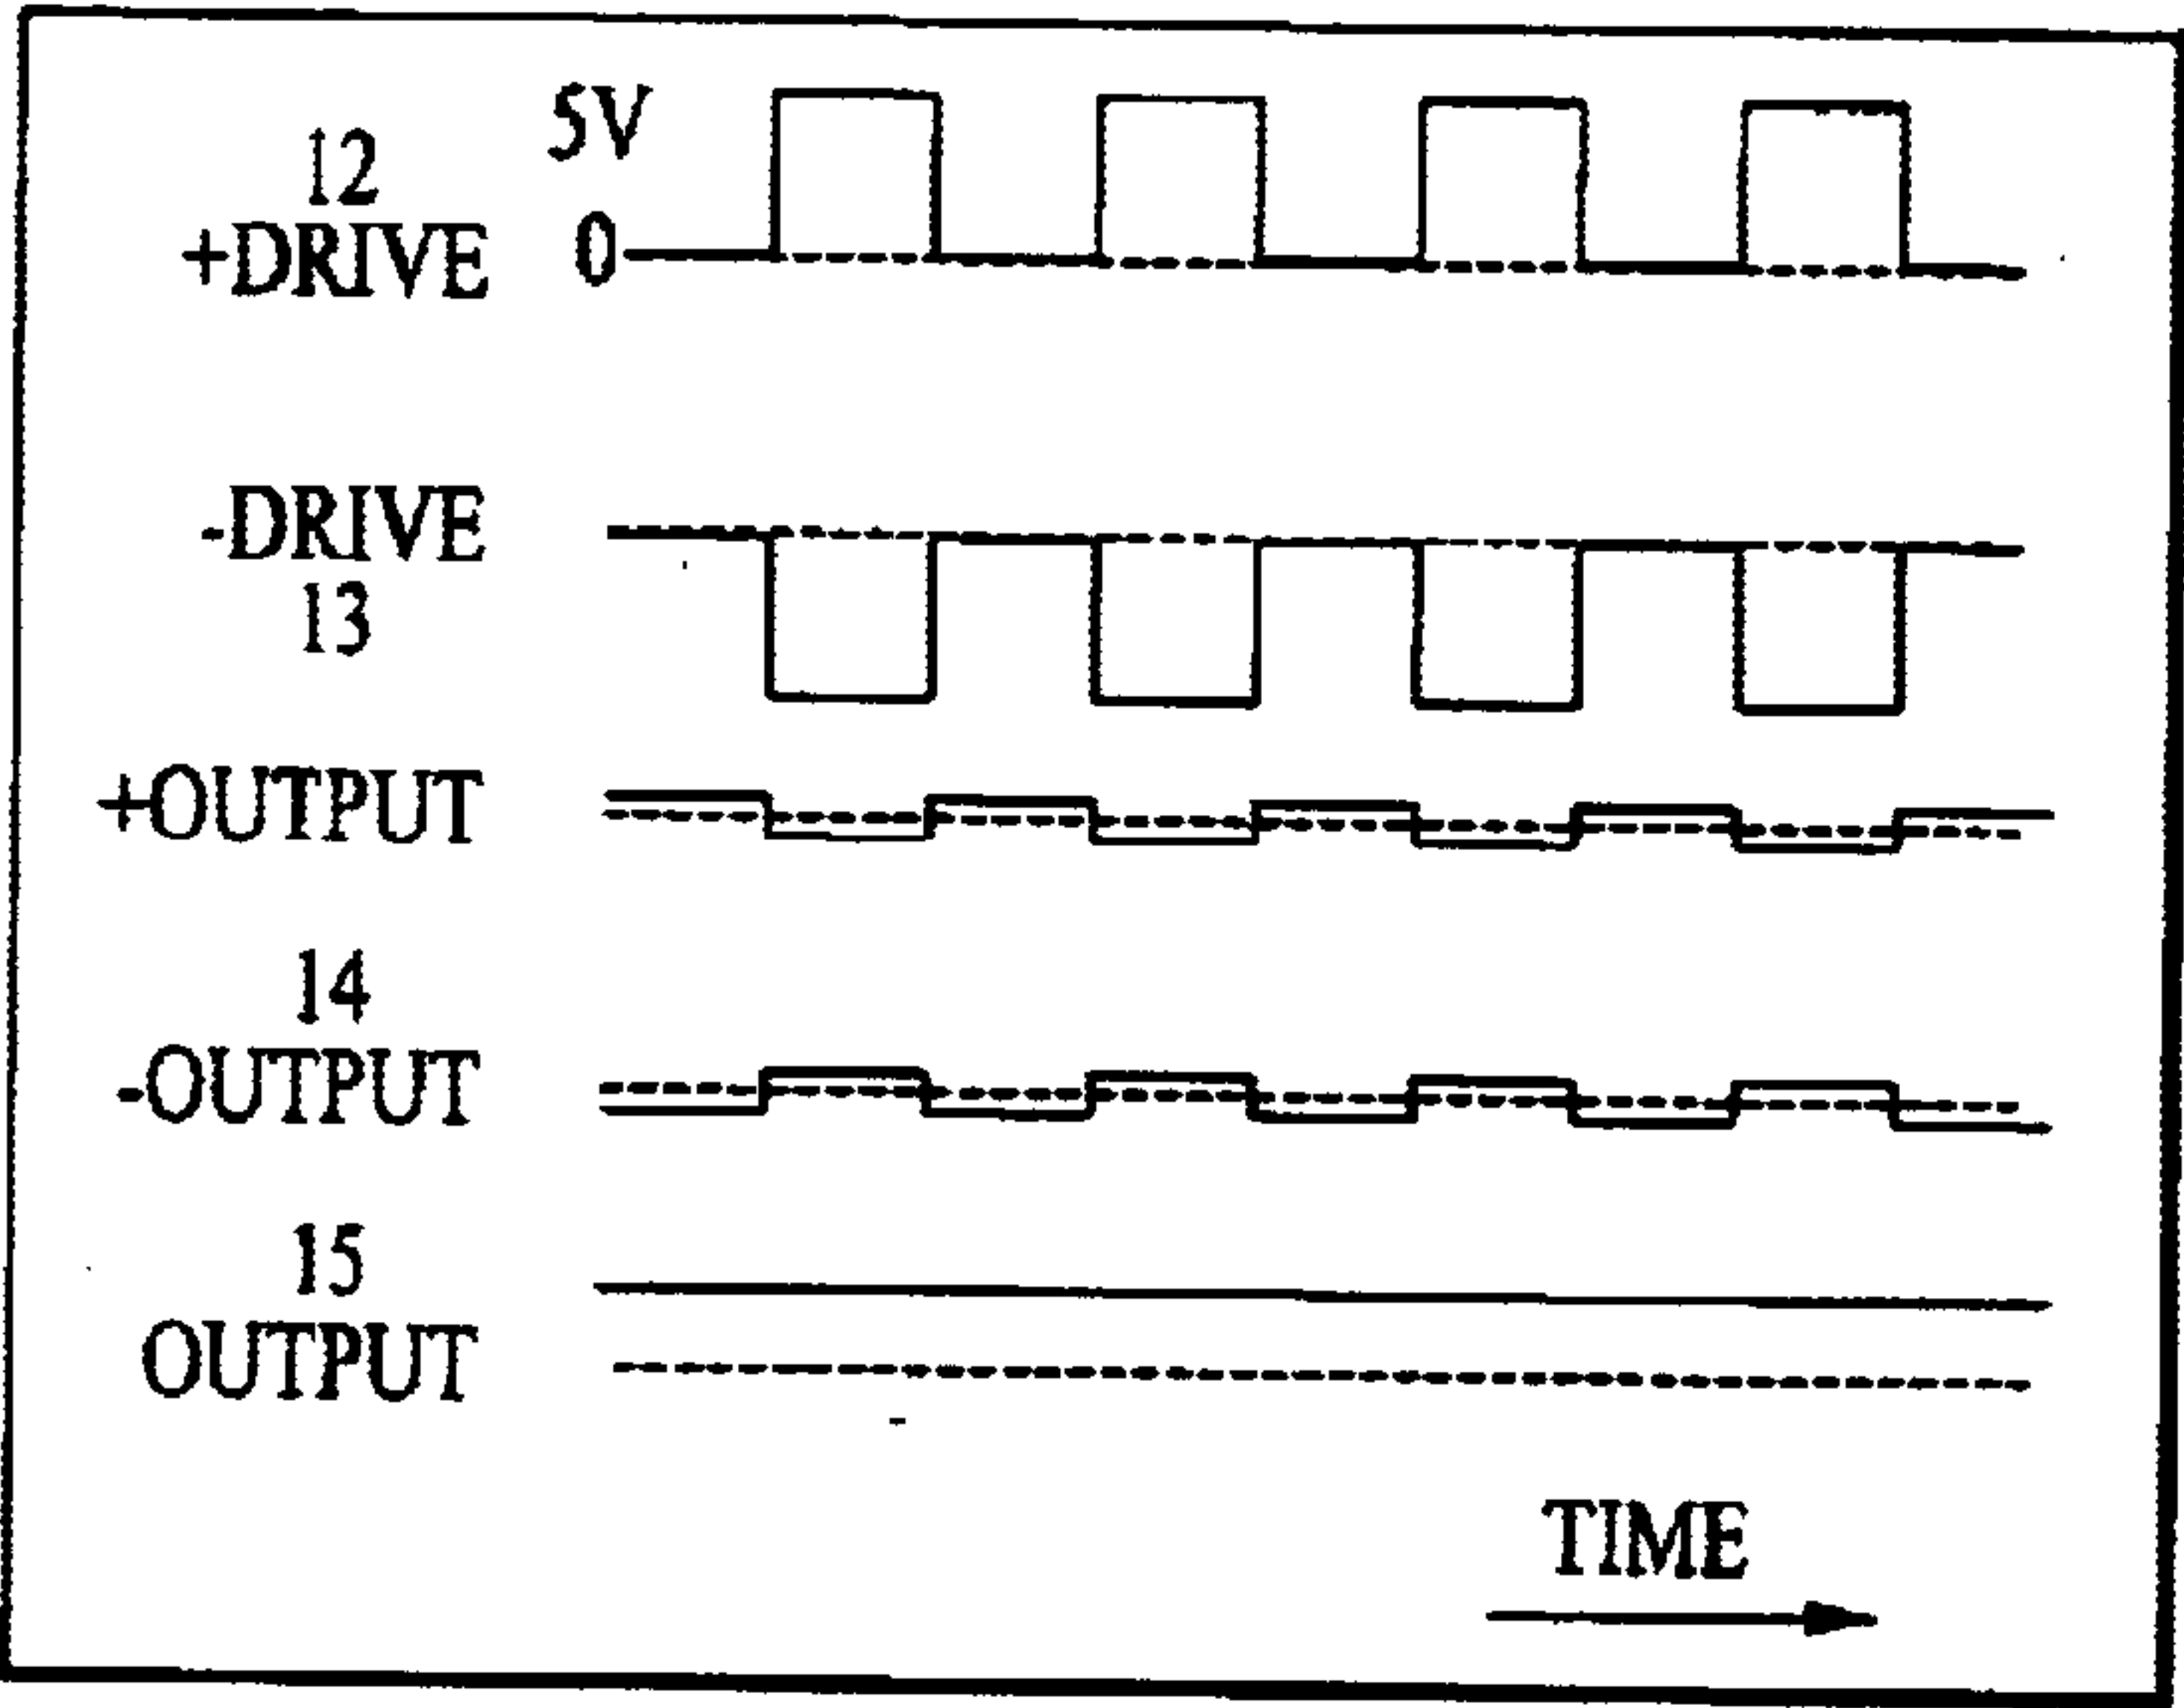 12
5V
+DRIVE
0
-DRIVE
13
+OUTPUT
14
-OUTPUT
15
OUTPUT
TIME